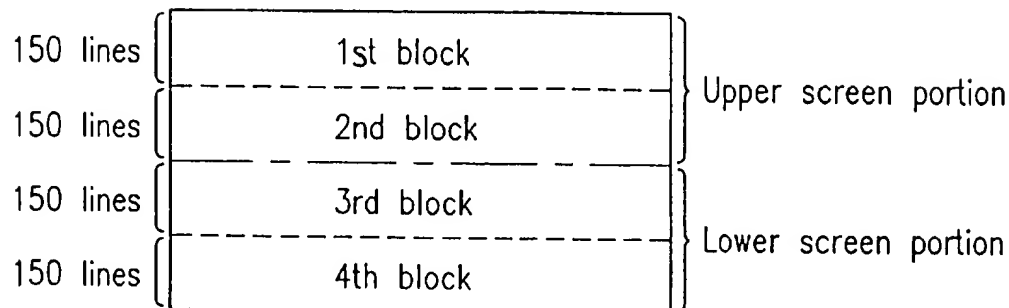 150 lines 1st block
Upper screen portion
150 lines 2nd block
150 lines 3rd block
Lower screen portion
150 lines 4th block